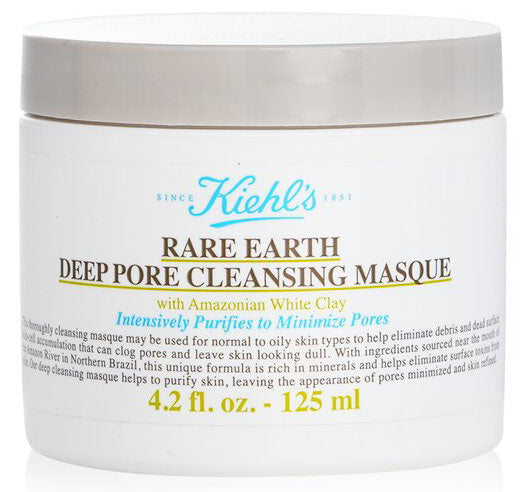 SINCE Kiehl's 1851
RARE EARTH
DEEP PORE CLEANSING MASQUE
with Amazonian White Clay
Intensively Purifies to Minimize Pores
This thoroughly cleansing masque may be used for normal to oily skin types to help eliminate debris and dead surface
skin-cell accumulation that can clog pores and leave skin looking dull. With ingredients sourced near the mouth of
the Amazon River in Northern Brazil, this unique formula is rich in minerals and helps eliminate surface toxins from
skin. Our deep cleansing masque helps to purify skin, leaving the appearance of pores minimized and skin refined.
4.2 fl. oz. - 125 ml